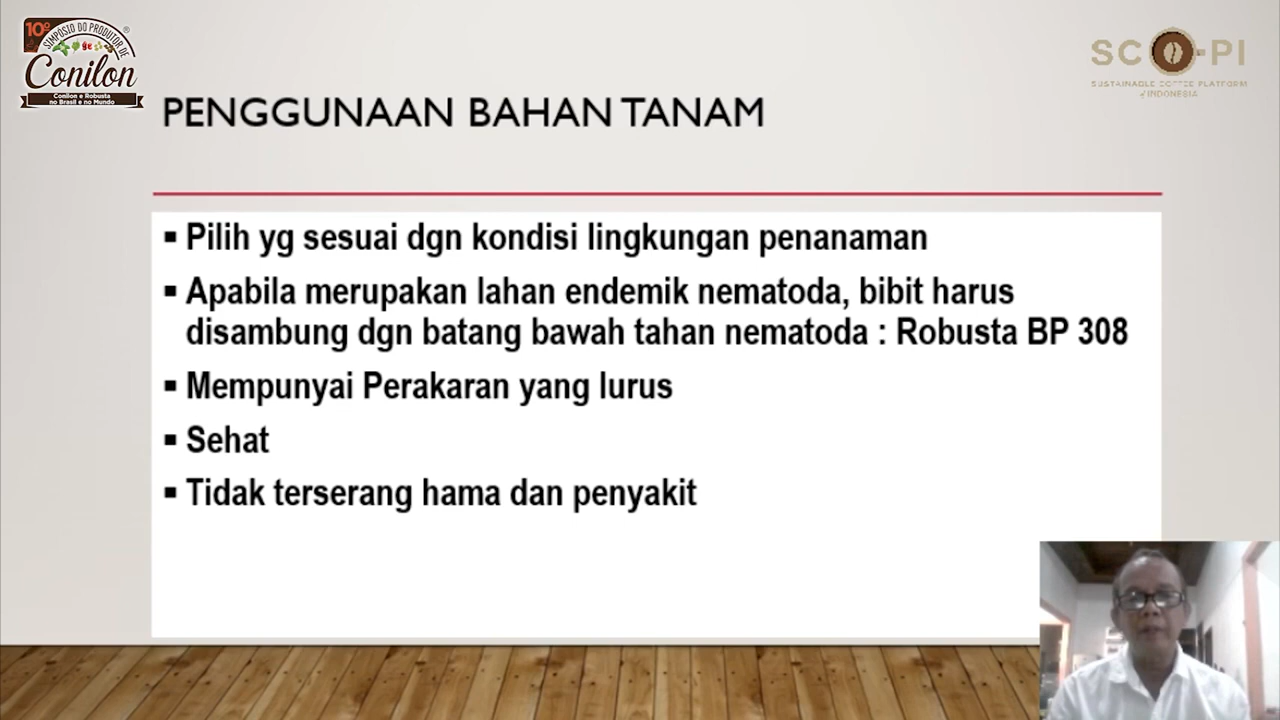 10º
SIMPÓSIO DO PRODUTOR DE
Conilon
Conilon e Robusta
no Brasil e no Mundo
SCOPI
SUSTAINABLE COFFEE PLATFORM
of INDONESIA
PENGGUNAAN BAHAN TANAM
▪ Pilih yg sesuai dgn kondisi lingkungan penanaman
▪ Apabila merupakan lahan endemik nematoda, bibit harus
disambung dgn batang bawah tahan nematoda : Robusta BP 308
▪ Mempunyai Perakaran yang lurus
▪ Sehat
▪ Tidak terserang hama dan penyakit